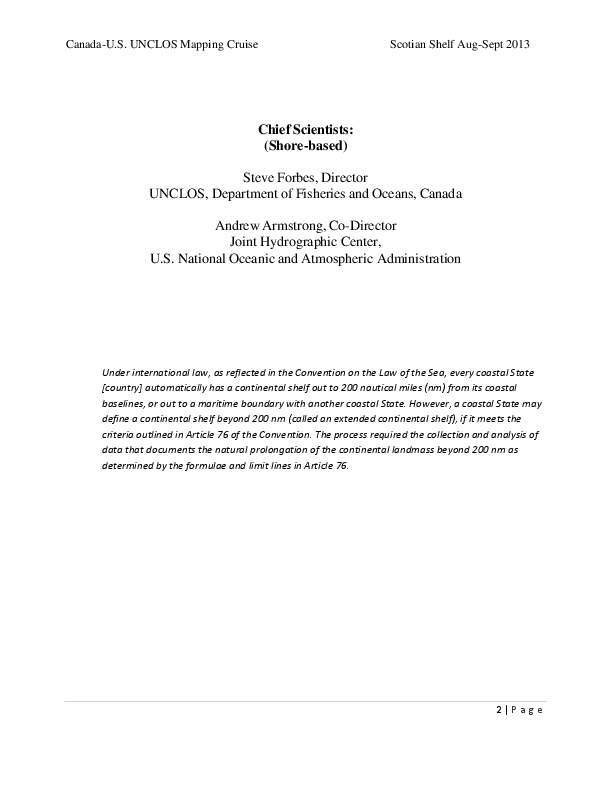 Canada-U.S. UNCLOS Mapping Cruise Scotian Shelf Aug-Sept 2013
Chief Scientists:
(Shore-based)
Steve Forbes, Director
UNCLOS, Department of Fisheries and Oceans, Canada
Andrew Armstrong, Co-Director
Joint Hydrographic Center,
U.S. National Oceanic and Atmospheric Administration
Under international law, as reflected in the Convention on the Law of the Sea, every coastal State
[country] automatically has a continental shelf out to 200 nautical miles (nm) from its coastal
baselines, or out to a maritime boundary with another coastal State. However, a coastal State may
define a continental shelf beyond 200 nm (called an extended continental shelf), if it meets the
criteria outlined in Article 76 of the Convention. The process required the collection and analysis of
data that documents the natural prolongation of the continental landmass beyond 200 nm as
determined by the formulae and limit lines in Article 76.
2 | P a g e